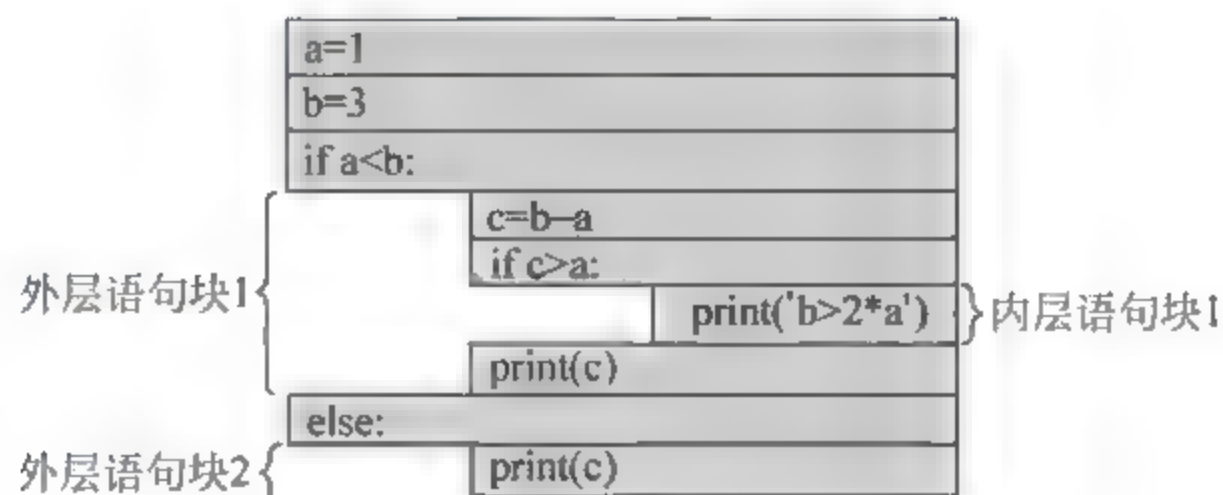 a=1
b=3
if a<b:
c=b-a
if c>a:
外层语句块1
print('b>2*a')
内层语句块1
print(c)
else:
外层语句块2
print(c)